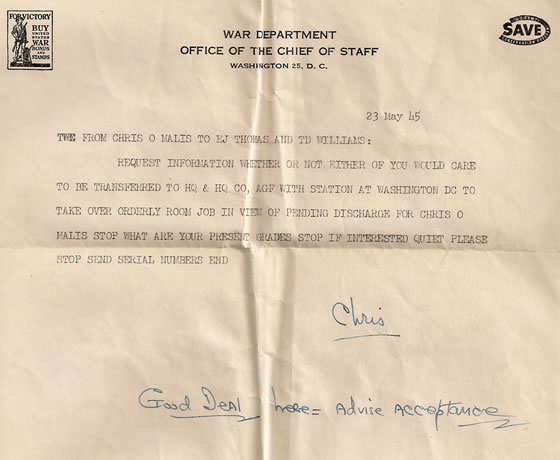 FOR VICTORY
BUY
UNITED
STATES
WAR
BONDS
AND
STAMPS
WAR DEPARTMENT
OFFICE OF THE CHIEF OF STAFF
WASHINGTON 25, D. C.
SAVE
23 May 45
TWE FROM CHRIS O MALIS TO EJ THOMAS AND TD WILLIAMS:
REQUEST INFORMATION WHETHER OR NOT EITHER OF YOU WOULD CARE
TO BE TRANSFERRED TO HQ & HQ CO, AGF WITH STATION AT WASHINGTON DC TO
TAKE OVER ORDERLY ROOM JOB IN VIEW OF PENDING DISCHARGE FOR CHRIS O
MALIS STOP WHAT ARE YOUR PRESENT GRADES STOP IF INTERESTED QUIET PLEASE
STOP SEND SERIAL NUMBERS END
Chris
Good Deal here = Advise Acceptance